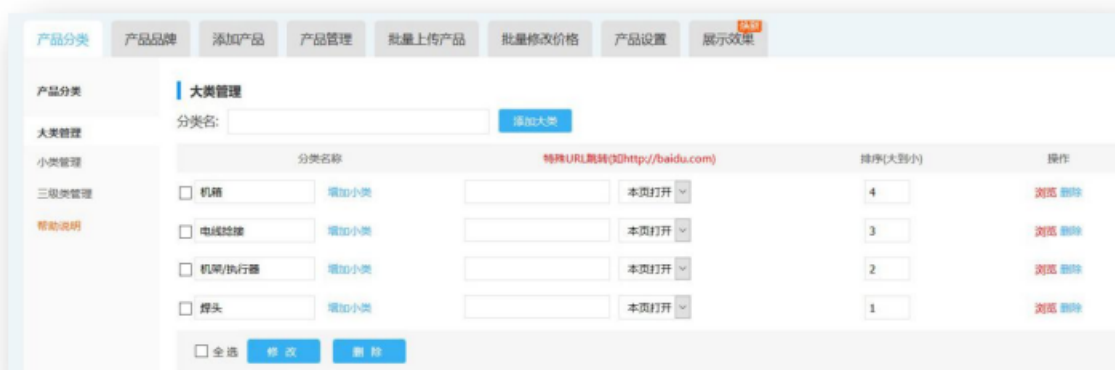 产品分类 产品品牌 添加产品 产品管理 批量上传产品 批量修改价格 产品设置 展示效果
产品分类
大类管理
小类管理
三级类管理
帮助说明
大类管理
分类名: 添加大类
分类名称 特殊URL跳转(如http://baidu.com) 排序(大到小) 操作
机箱 增加小类 本页打开 4 浏览 删除
电线 增加小类 本页打开 3 浏览 删除
机架/执行器 增加小类 本页打开 2 浏览 删除
焊头 增加小类 本页打开 1 浏览 删除
全选 修 改 删 除